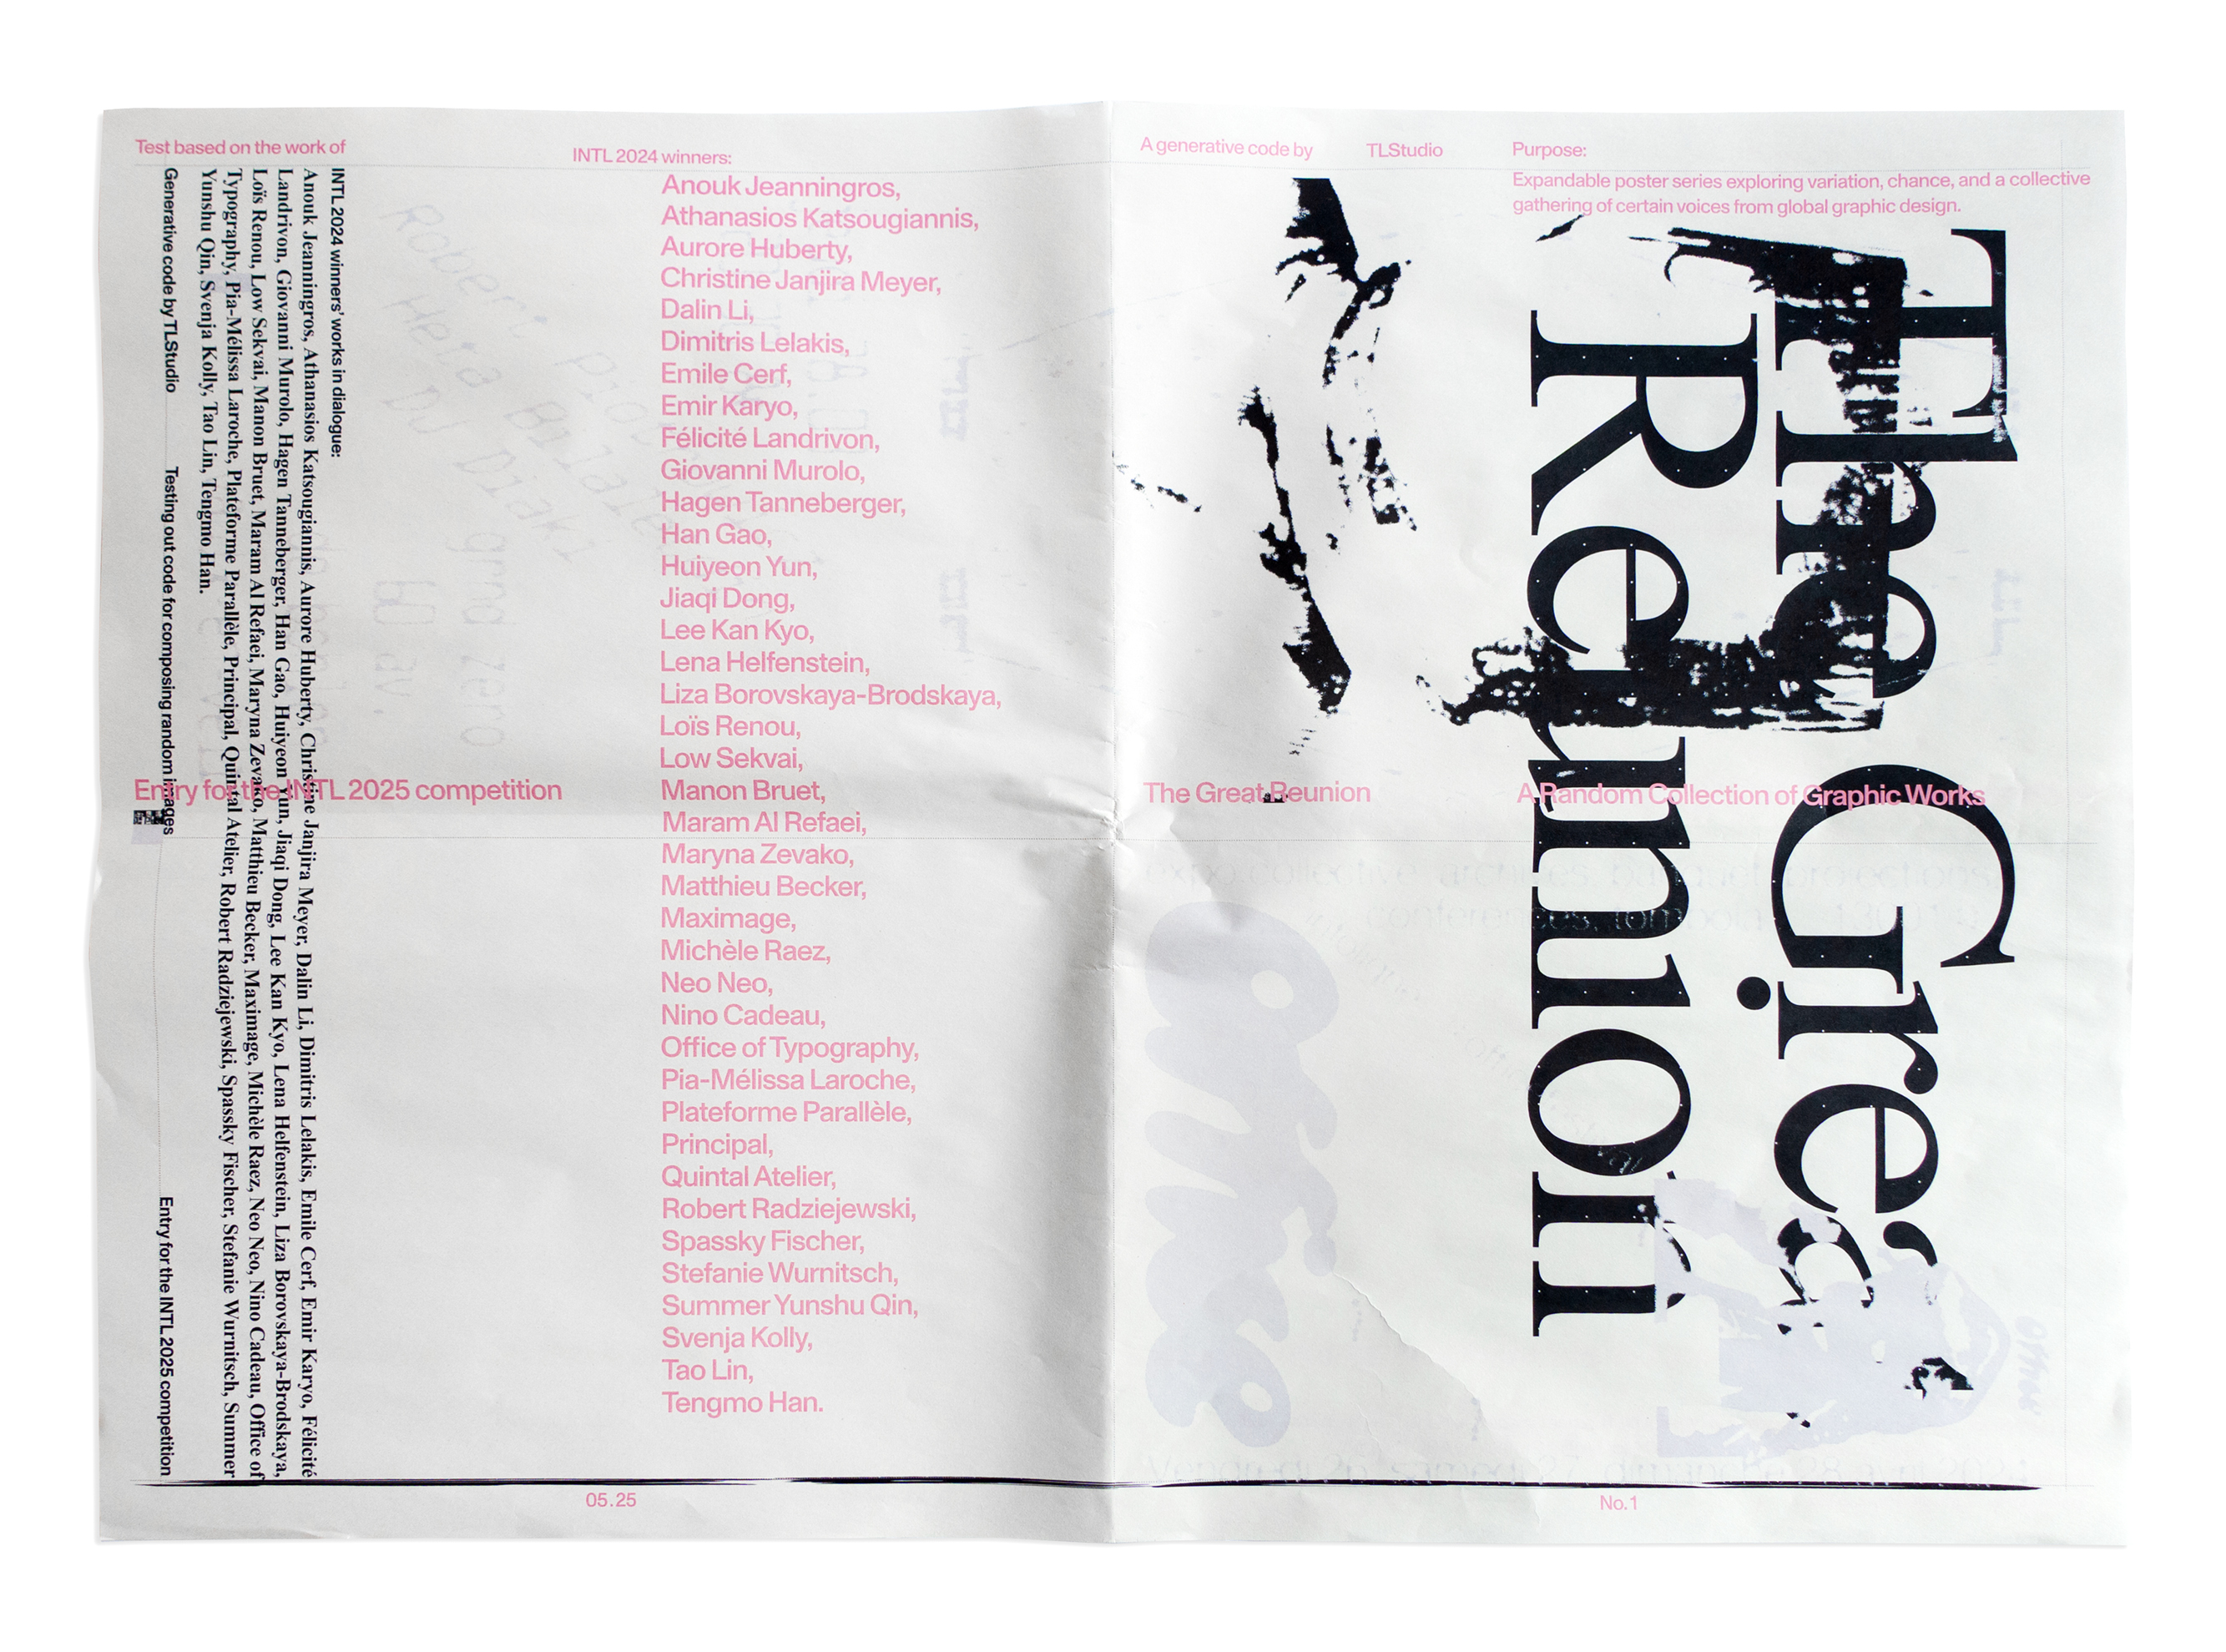 Test based on the work of
INTL 2024 winners:
Anouk Jeanningros,
Athanasios Katsougiannis,
Aurore Huberty,
Christine Janjira Meyer,
Dalin Li,
Dimitris Lelakis,
Emile Cerf,
Emir Karyo,
Félicité Landrivon,
Giovanni Murolo,
Hagen Tanneberger,
Han Gao,
Huiyeon Yun,
Jiaqi Dong,
Lee Kan Kyo,
Lena Helfenstein,
Liza Borovskaya-Brodskaya,
Loïs Renou,
Low Sekvai,
Manon Bruet,
Maram Al Refaei,
Maryna Zevako,
Matthieu Becker,
Maximage,
Michèle Raez,
Neo Neo,
Nino Cadeau,
Office of Typography,
Pia-Mélissa Laroche,
Plateforme Parallèle,
Principal,
Quintal Atelier,
Robert Radziejewski,
Spassky Fischer,
Stefanie Wurnitsch,
Summer Yunshu Qin,
Svenja Kolly,
Tao Lin,
Tengmo Han.
Entry for the INTL 2025 competition
05.25
INTL 2024 winners' works in dialogue:
Anouk Jeanningros, Athanasios Katsougiannis, Aurore Huberty, Christine Janjira Meyer, Dalin Li, Dimitris Lelakis, Emile Cerf, Emir Karyo, Félicité
Landrivon, Giovanni Murolo, Hagen Tanneberger, Han Gao, Huiyeon Yun, Jiaqi Dong, Lee Kan Kyo, Lena Helfenstein, Liza Borovskaya-Brodskaya,
Loïs Renou, Low Sekvai, Manon Bruet, Maram Al Refaei, Maryna Zevako, Matthieu Becker, Maximage, Michèle Raez, Neo Neo, Nino Cadeau, Office of
Typography, Pia-Mélissa Laroche, Plateforme Parallèle, Principal, Quintal Atelier, Robert Radziejewski, Spassky Fischer, Stefanie Wurnitsch, Summer
Yunshu Qin, Svenja Kolly, Tao Lin, Tengmo Han.
Generative code by TLStudio
Testing out code for composing random images
Entry for the INTL 2025 competition
A generative code by
TLStudio
Purpose:
Expandable poster series exploring variation, chance, and a collective
gathering of certain voices from global graphic design.
The Great Reunion
A Random Collection of Graphic Works
The Grea
Reunion
No.1